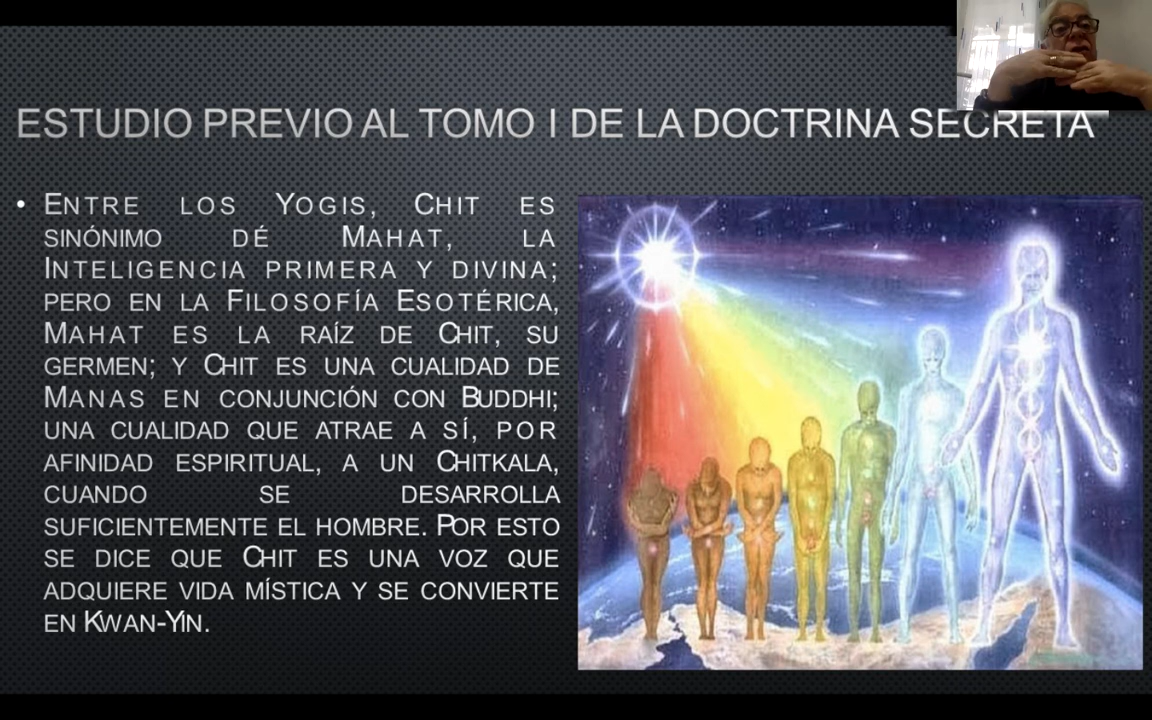 ESTUDIO PREVIO AL TOMO I DE LA DOCTRINA SECRETA
• ENTRE LOS YOGIS, CHIT ES
SINÓNIMO DÉ MAHAT, LA
INTELIGENCIA PRIMERA Y DIVINA;
PERO EN LA FILOSOFÍA ESOTÉRICA,
MAHAT ES LA RAÍZ DE CHIT, SU
GERMEN; Y CHIT ES UNA CUALIDAD DE
MANAS EN CONJUNCIÓN CON BUDDHI;
UNA CUALIDAD QUE ATRAE A SÍ, POR
AFINIDAD ESPIRITUAL, A UN CHITKALA,
CUANDO SE DESARROLLA
SUFICIENTEMENTE EL HOMBRE. POR ESTO
SE DICE QUE CHIT ES UNA VOZ QUE
ADQUIERE VIDA MÍSTICA Y SE CONVIERTE
EN KWAN-YIN.